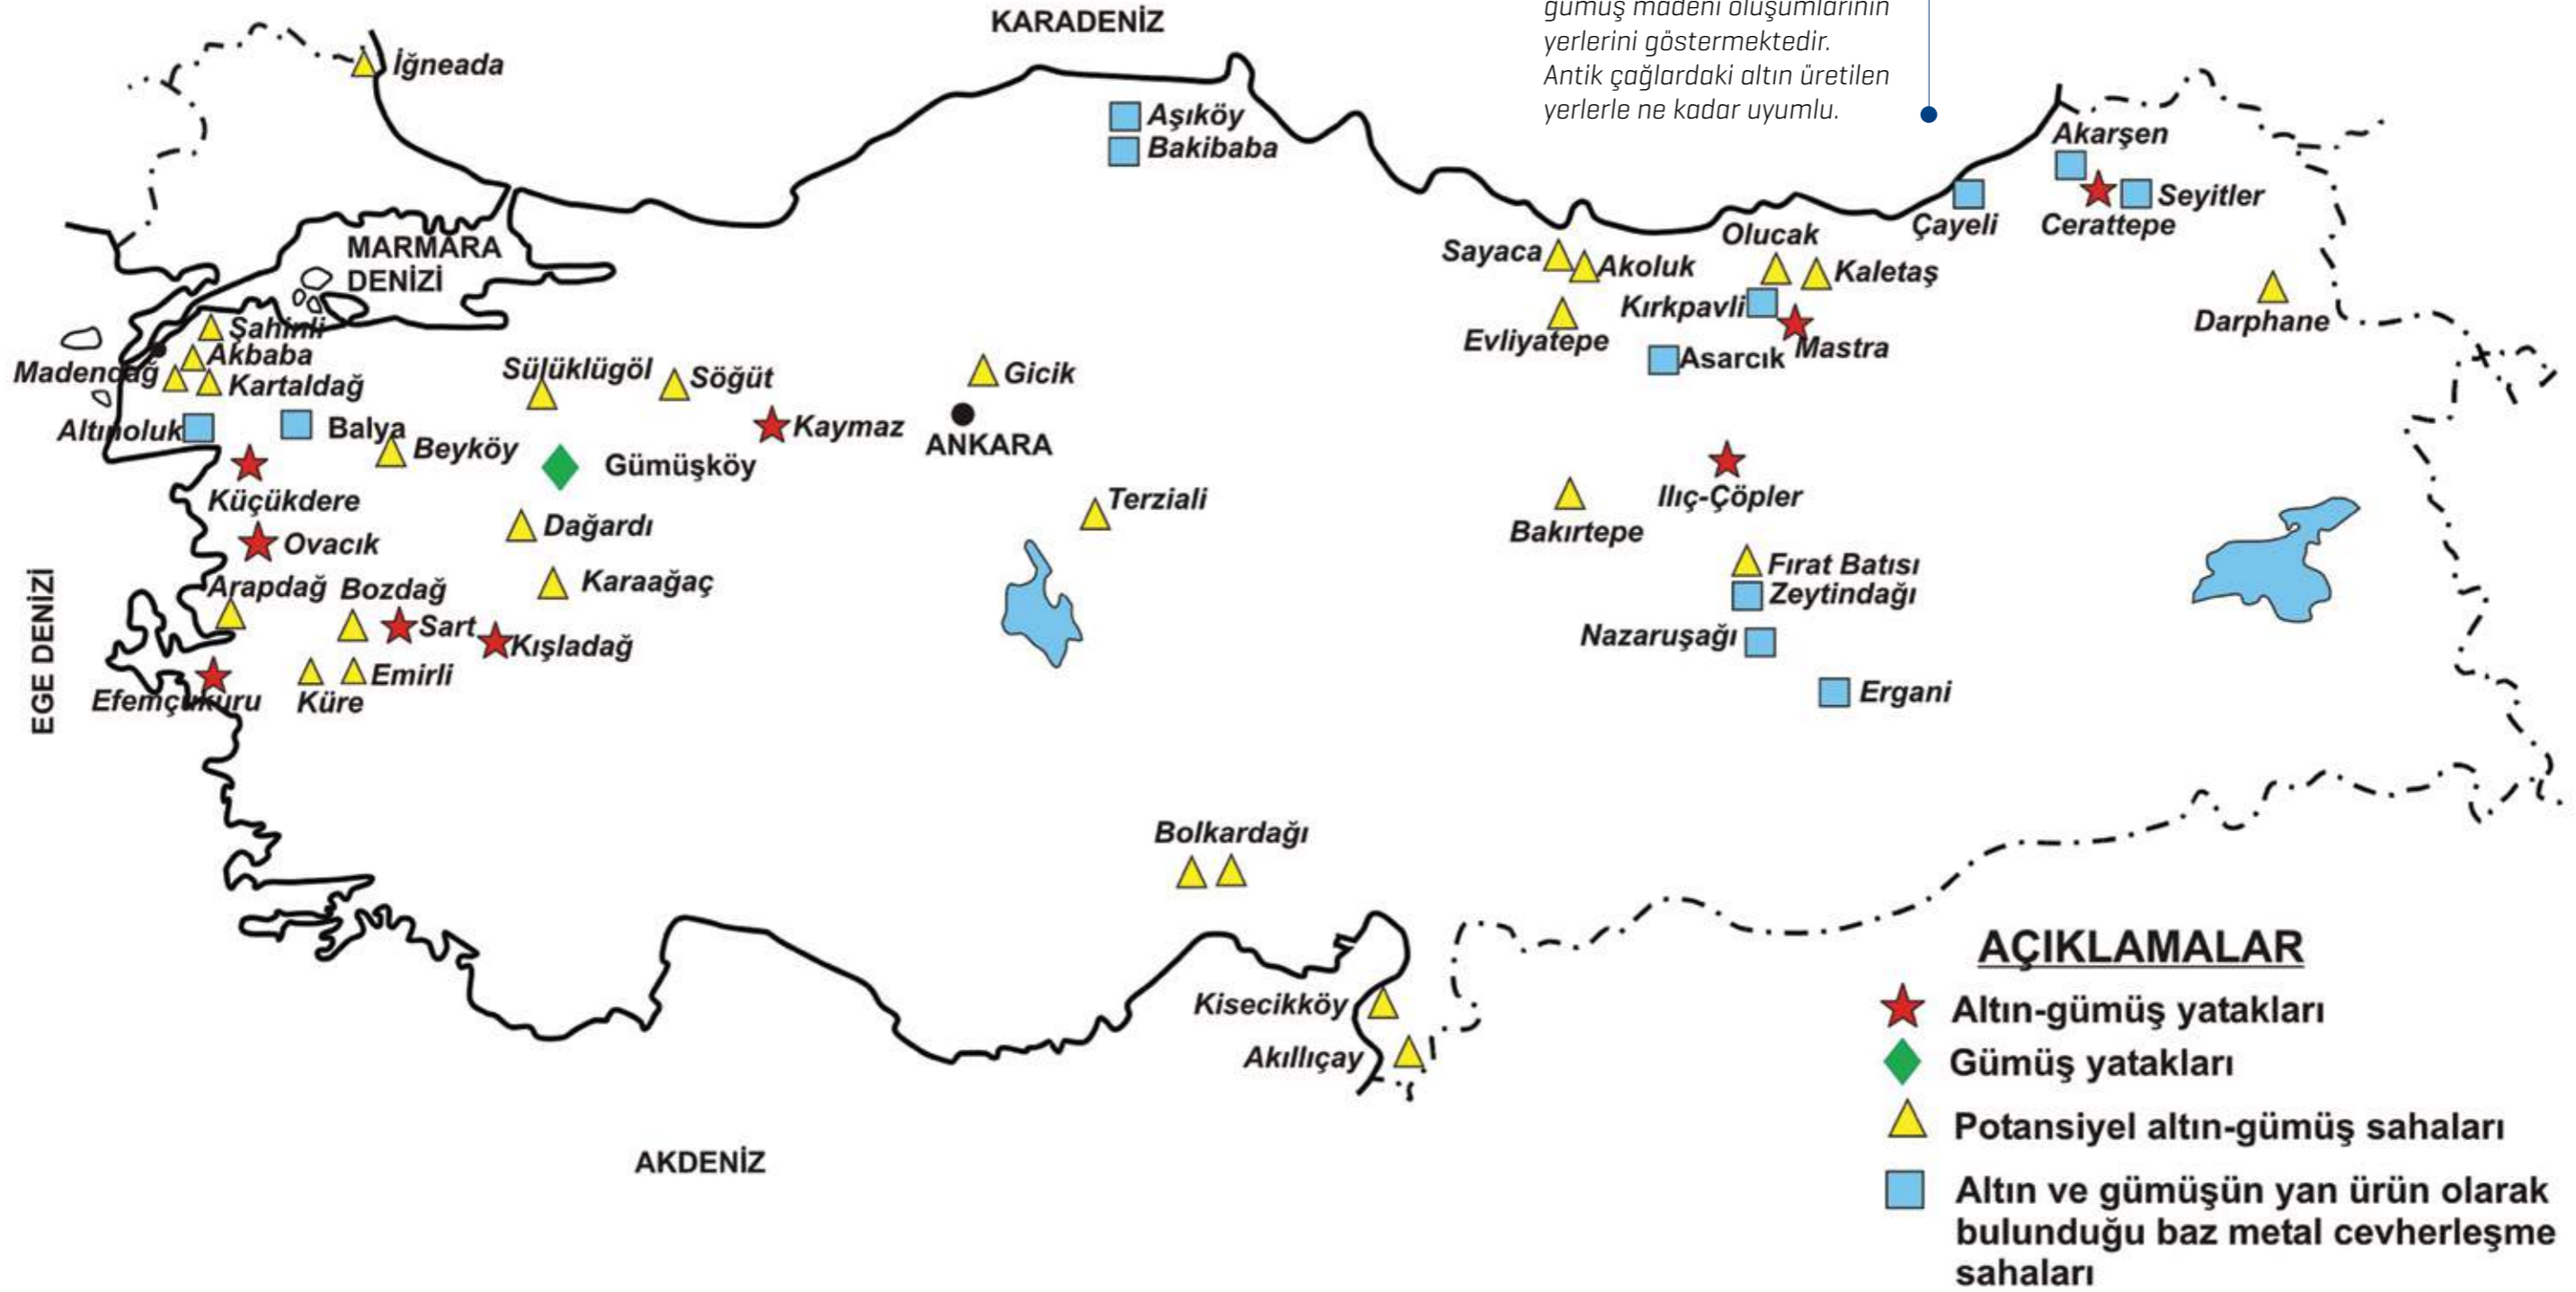 KARADENİZ
gümüş madeni oluşumlarının
yerlerini göstermektedir.
Antik çağlardaki altın üretilen
yerlerle ne kadar uyumlu.
İğneada
Aşıköy
Bakibaba
Akarşen
Seyitler
Çayeli
Cerattepe
MARMARA
DENİZİ
Olucak
Sayaca
Akoluk
Kaletaş
Kırkpavli
Darphane
Şahinli
Evliyatepe
Mastra
Akbaba
Asarcık
Madendağ
Kartaldağ
Sülüklügöl
Söğüt
Gicik
Altınoluk
Balya
Beyköy
Kaymaz
ANKARA
Gümüşköy
Küçükdere
Ilıç-Çöpler
Terziali
Dağardı
Bakırtepe
Ovacık
Fırat Batısı
Arapdağ
Bozdağ
Karaağaç
Zeytindağı
Sart
Kışladağ
Nazaruşağı
EGE DENİZİ
Emirli
Efemçukuru
Küre
Ergani
Bolkardağı
Kisecikköy
Akıllıçay
AKDENİZ
AÇIKLAMALAR
Altın-gümüş yatakları
Gümüş yatakları
Potansiyel altın-gümüş sahaları
Altın ve gümüşün yan ürün olarak
bulunduğu baz metal cevherleşme
sahaları